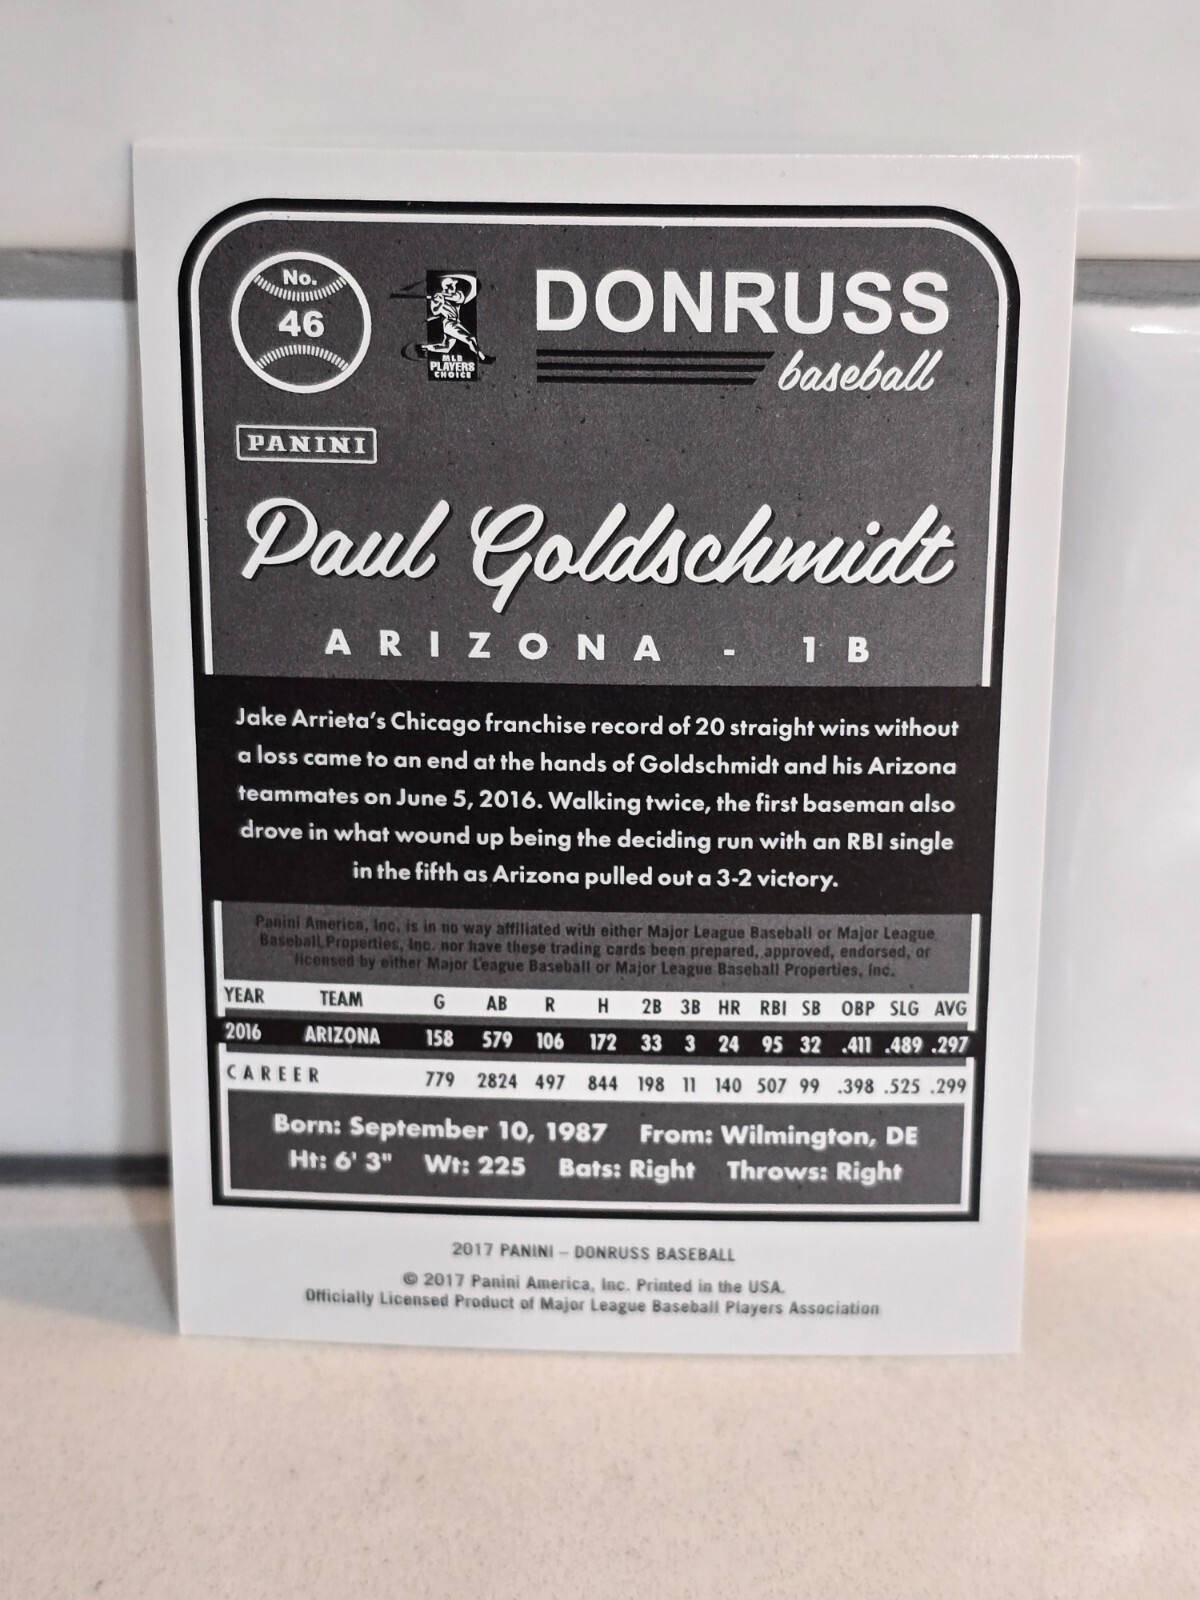 No.
46
MLB
PLAYERS
CHOICE
DONRUSS
baseball
PANINI
Paul Goldschmidt
ARIZONA - 1B
Jake Arrieta's Chicago franchise record of 20 straight wins without
a loss came to an end at the hands of Goldschmidt and his Arizona
teammates on June 5, 2016. Walking twice, the first baseman also
drove in what wound up being the deciding run with an RBI single
in the fifth as Arizona pulled out a 3-2 victory.
Panini America, Inc. is in no way affiliated with either Major League Baseball or Major League
Baseball Properties, Inc. nor have these trading cards been prepared, approved, endorsed, or
licensed by either Major League Baseball or Major League Baseball Properties, Inc.
YEAR TEAM G AB R H 2B 3B HR RBI SB OBP SLG AVG
2016 ARIZONA 158 579 106 172 33 3 24 95 32 .411 .489 .297
CAREER 779 2824 497 844 198 11 140 507 99 .398 .525 .299
Born: September 10, 1987 From: Wilmington, DE
Ht: 6' 3" Wt: 225 Bats: Right Throws: Right
2017 PANINI – DONRUSS BASEBALL
© 2017 Panini America, Inc. Printed in the USA.
Officially Licensed Product of Major League Baseball Players Association